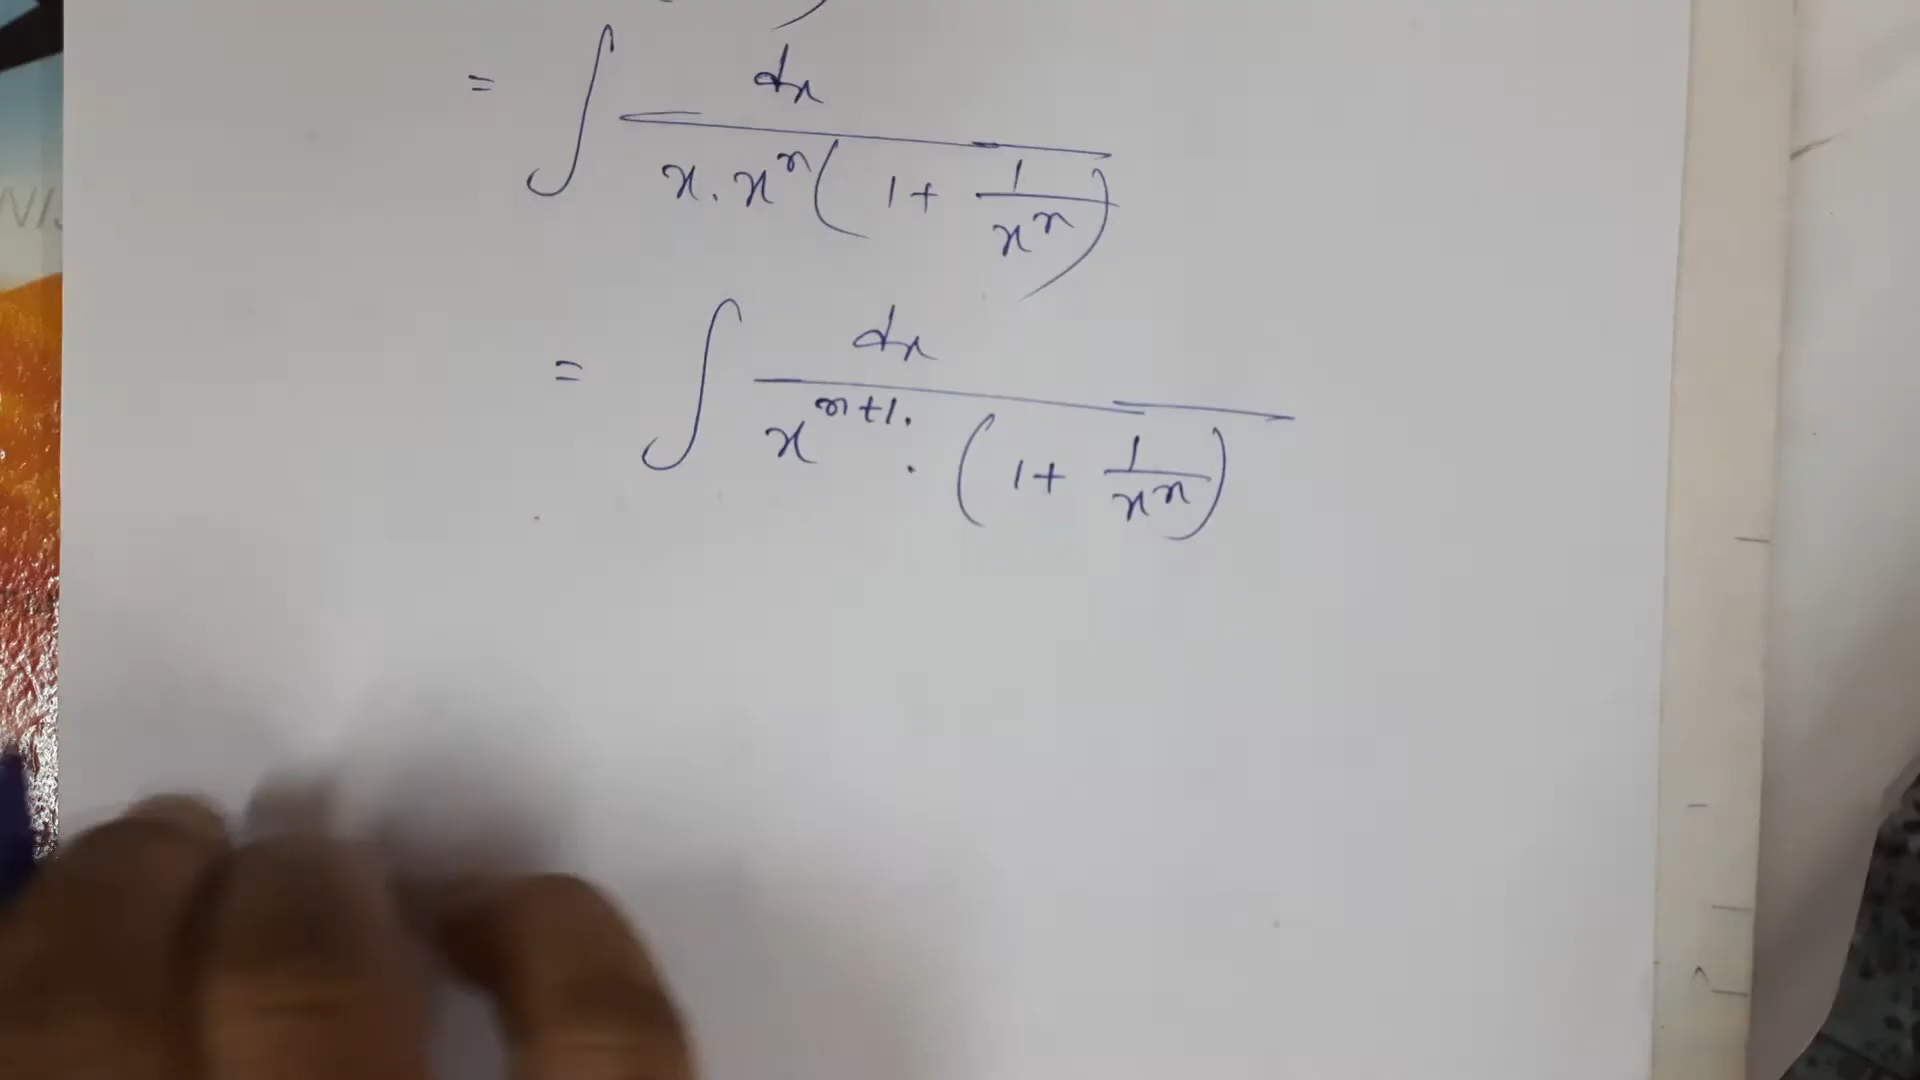 = ∫ dx / x.xⁿ(1 + 1/xⁿ)
= ∫ dx / xⁿ⁺¹. (1 + 1/xⁿ)